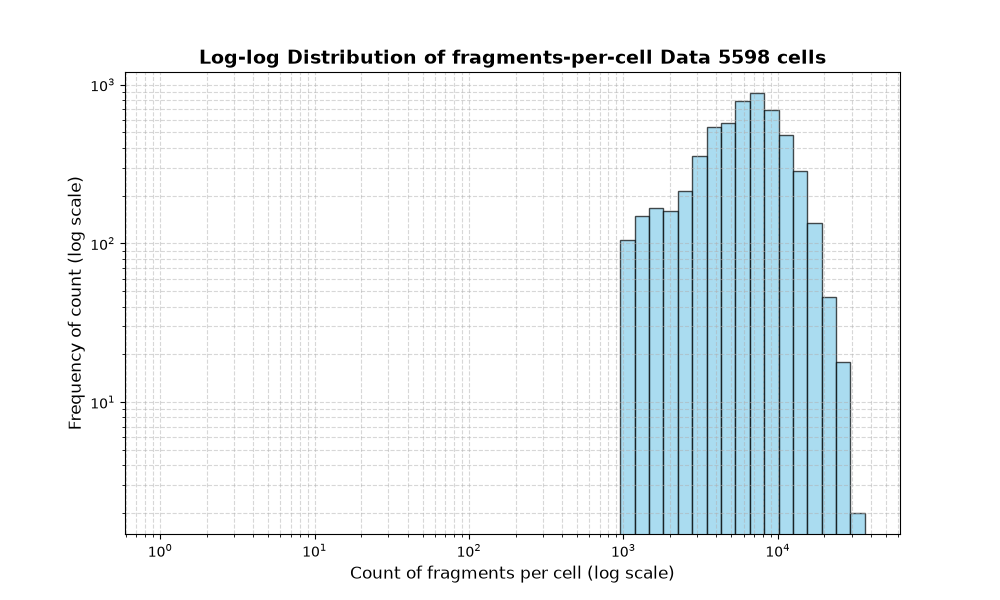 Log-log Distribution of fragments-per-cell Data 5598 cells
Frequency of count (log scale)
10³
10²
10¹
10⁰ 10¹ 10² 10³ 10⁴
Count of fragments per cell (log scale)